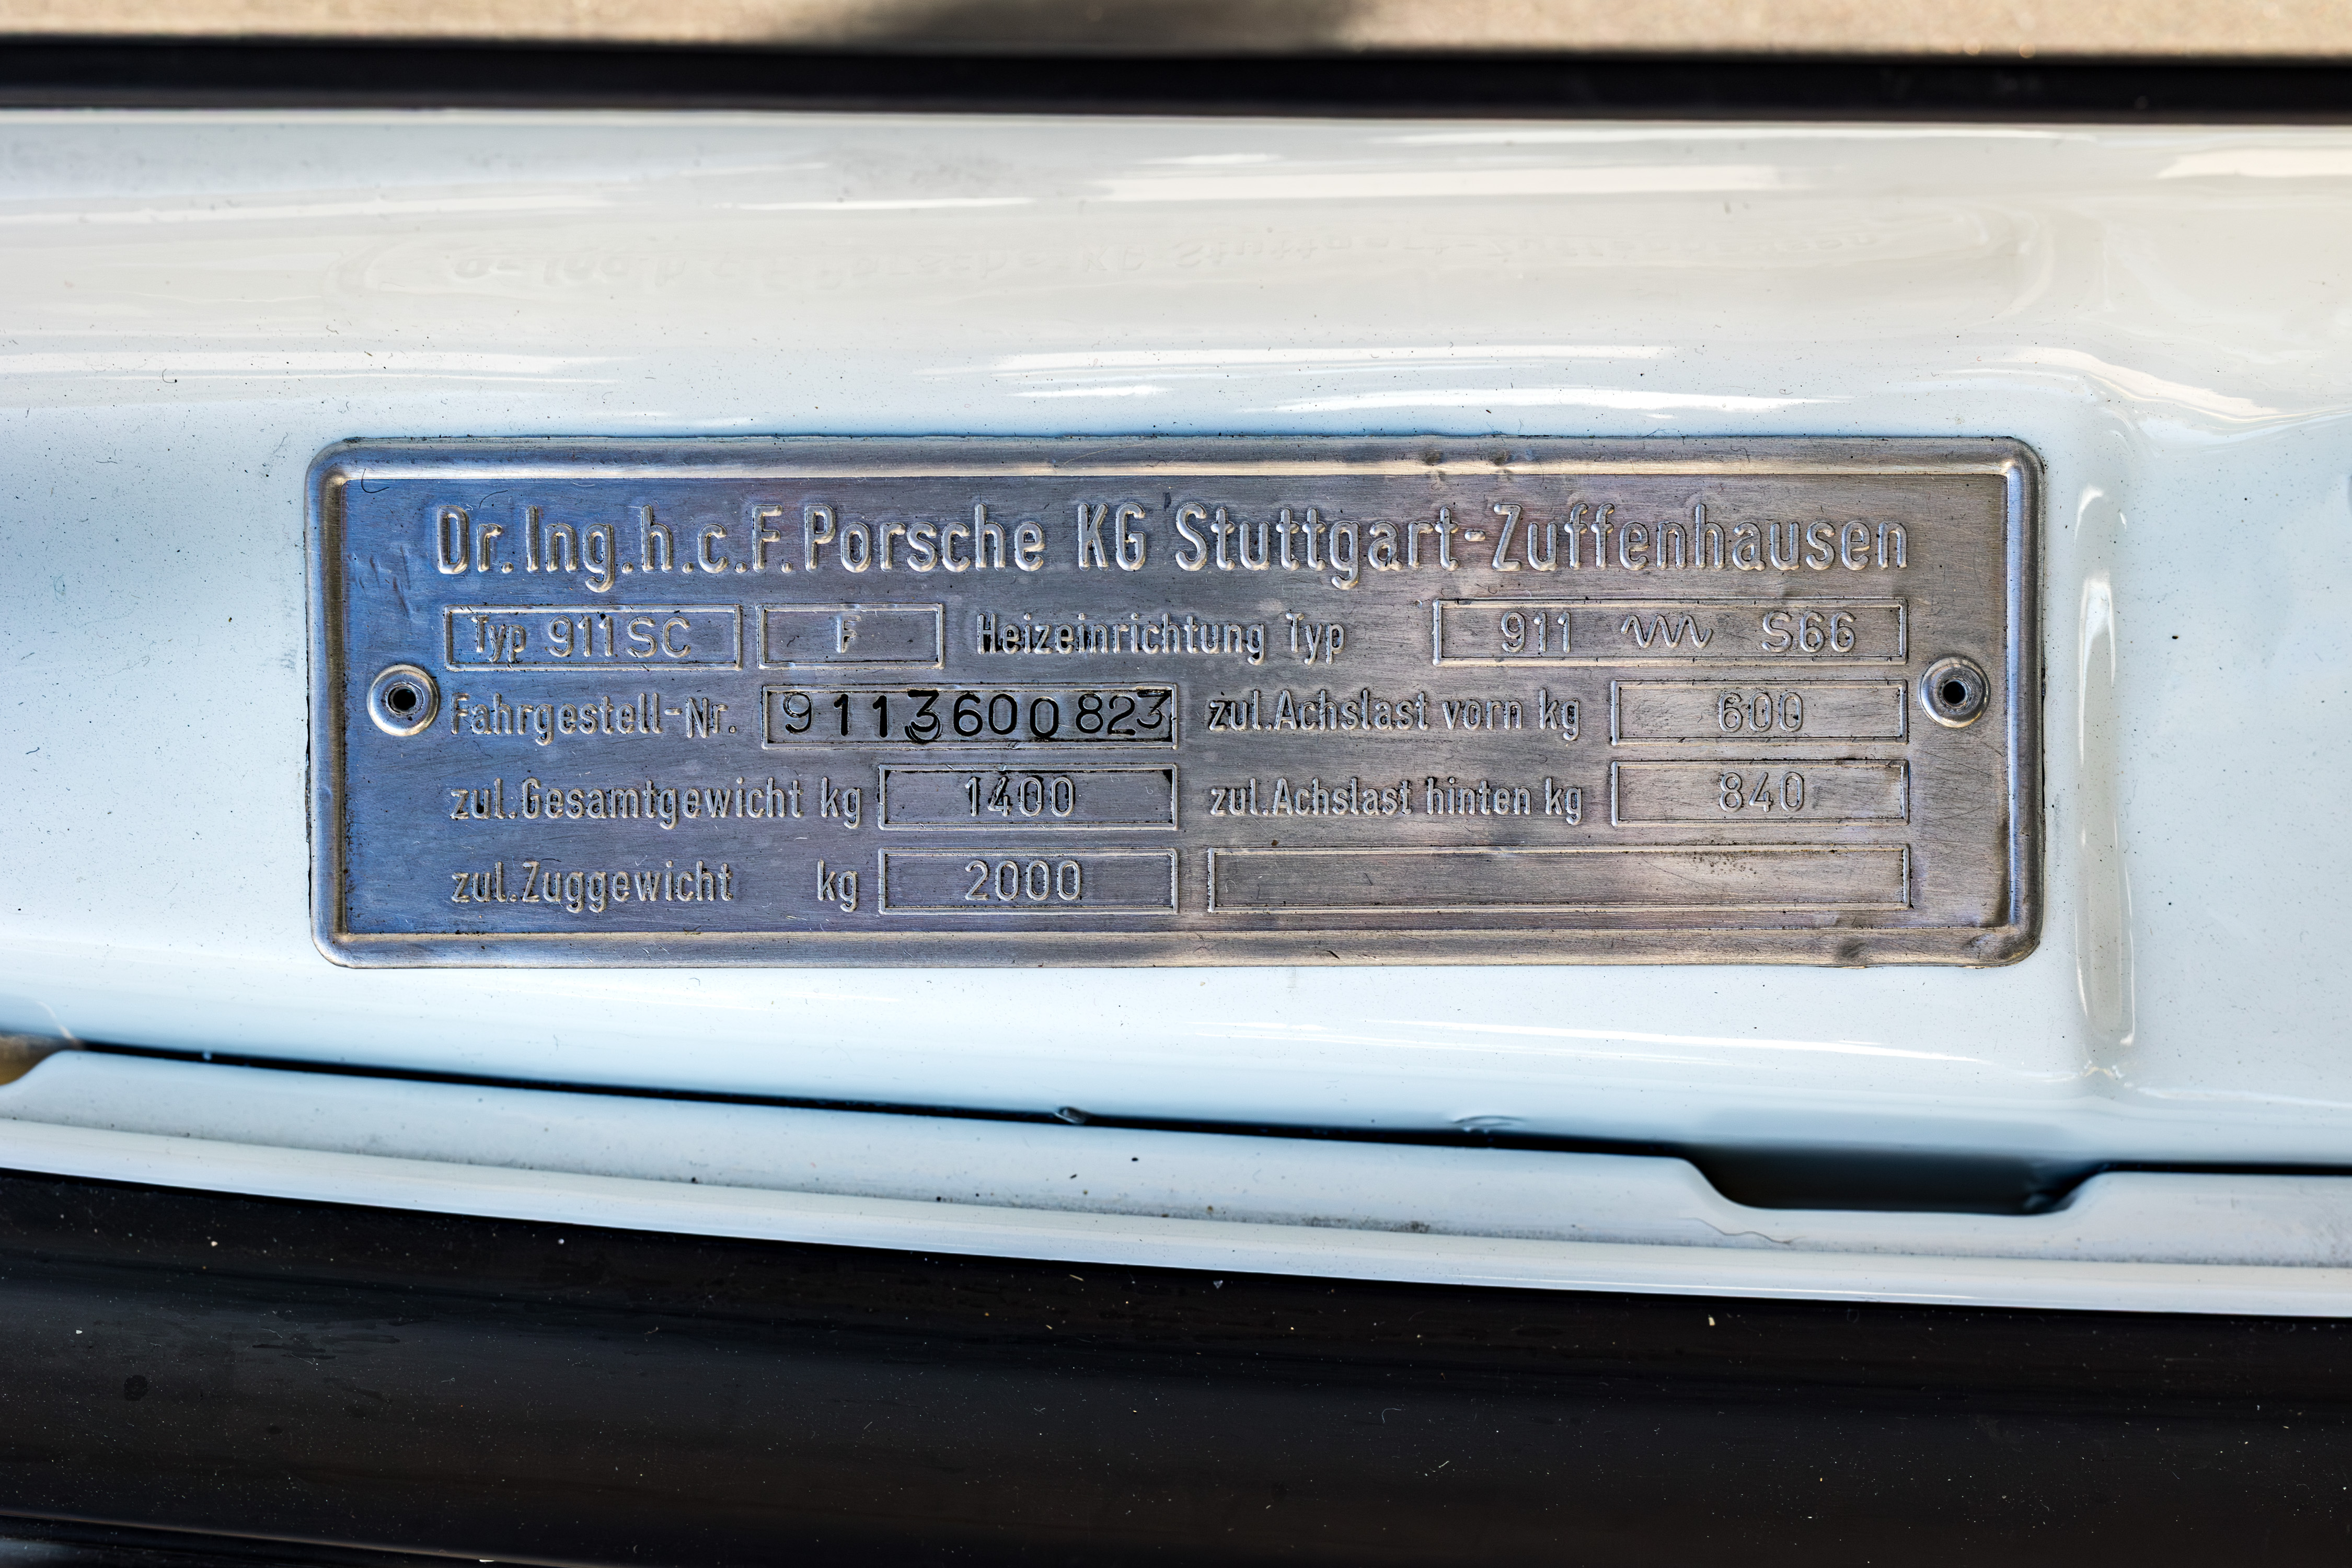 Dr. Ing. h. c. F. Porsche KG Stuttgart-Zuffenhausen
Typ 911SC F Heizeinrichtung Typ 911 S66
Fahrgestell-Nr. 9113600823 zul. Achslast vorn kg 600
zul. Gesamtgewicht kg 1400 zul. Achslast hinten kg 840
zul. Zuggewicht kg 2000